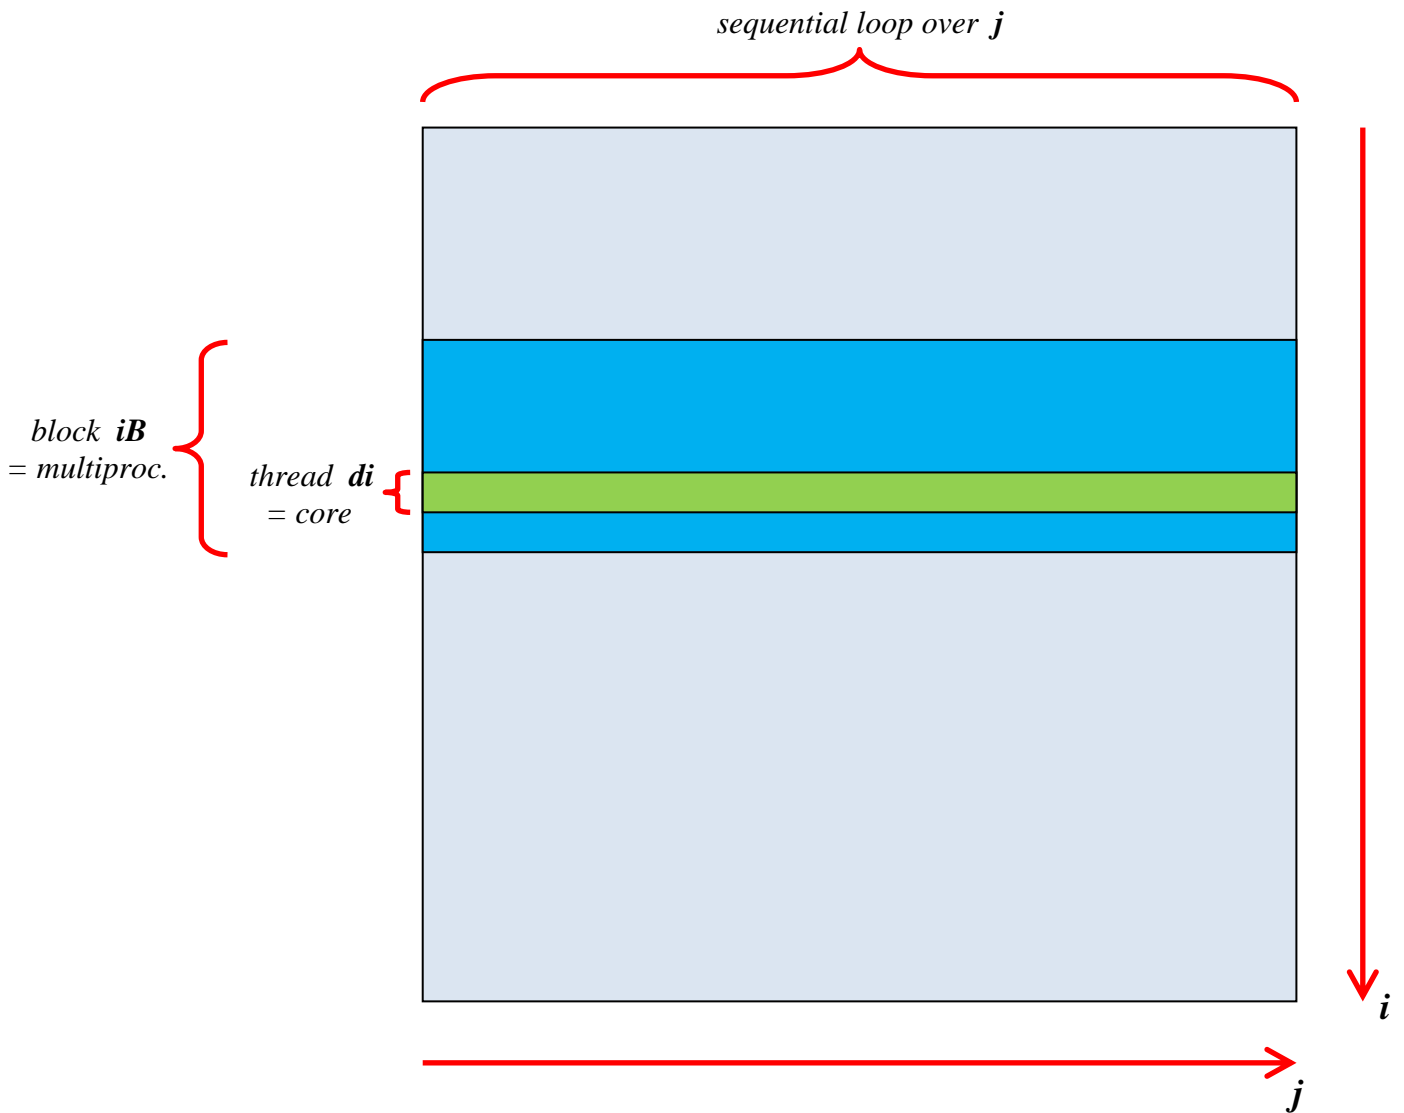 sequential loop over j
block iB
= multiproc.
thread di
= core
i
j